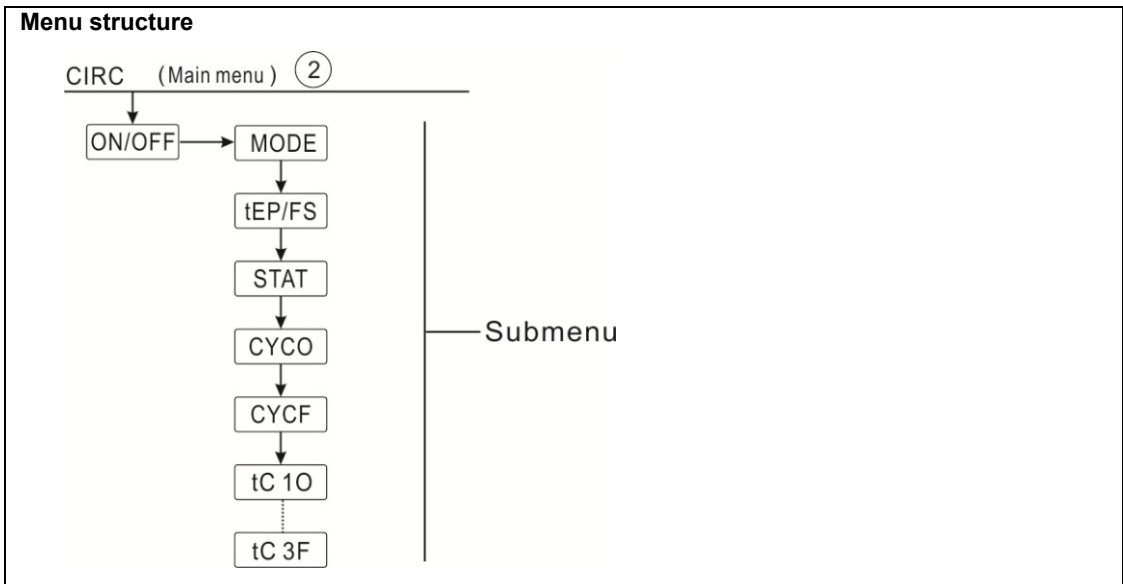 Menu structure
CIRC (Main menu) 2
ON/OFF MODE
tEP/FS
STAT
CYCO
Submenu
CYCF
tC 1O
tC 3F